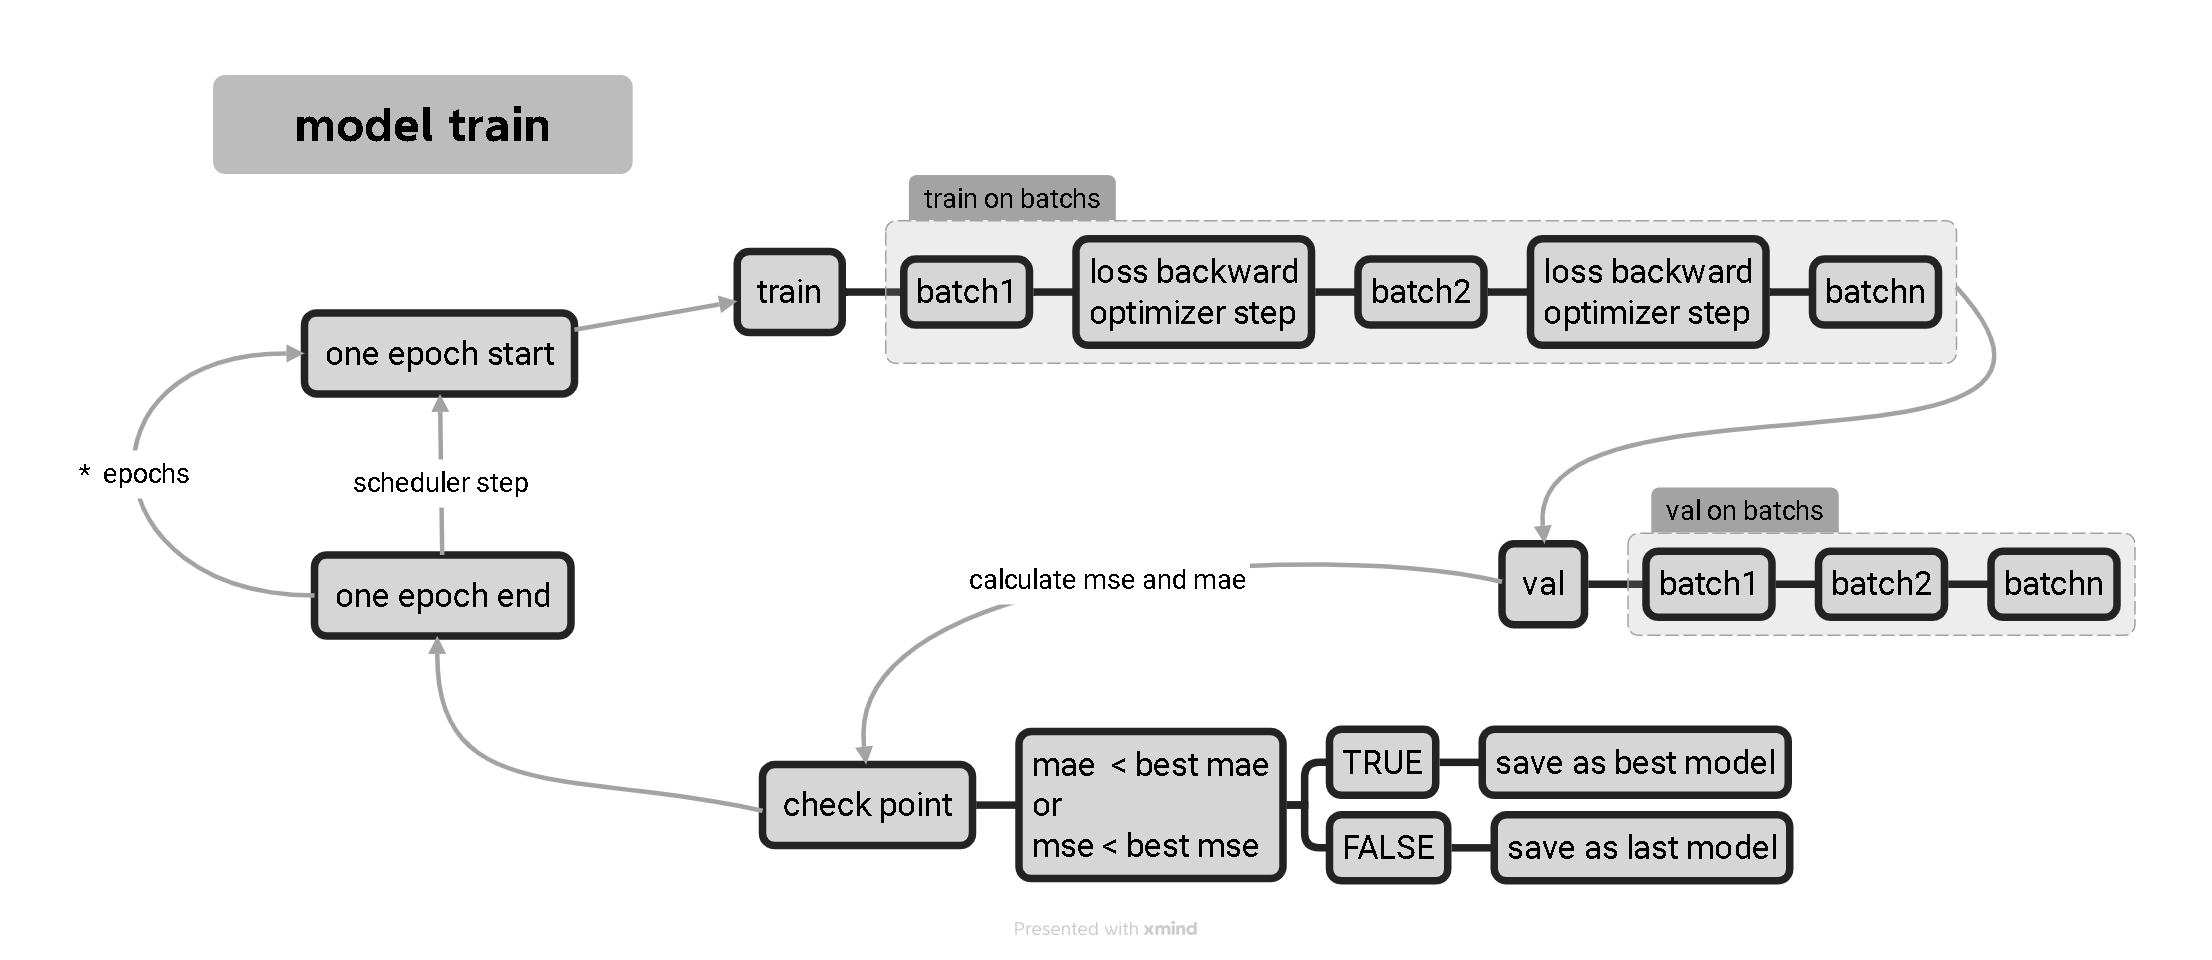 model train
train on batchs
train
batch1
loss backward
optimizer step
batch2
loss backward
optimizer step
batchn
one epoch start
* epochs
scheduler step
one epoch end
val on batchs
val
batch1
batch2
batchn
calculate mse and mae
check point
mae < best mae
or
mse < best mse
TRUE
save as best model
FALSE
save as last model
Presented with xmind